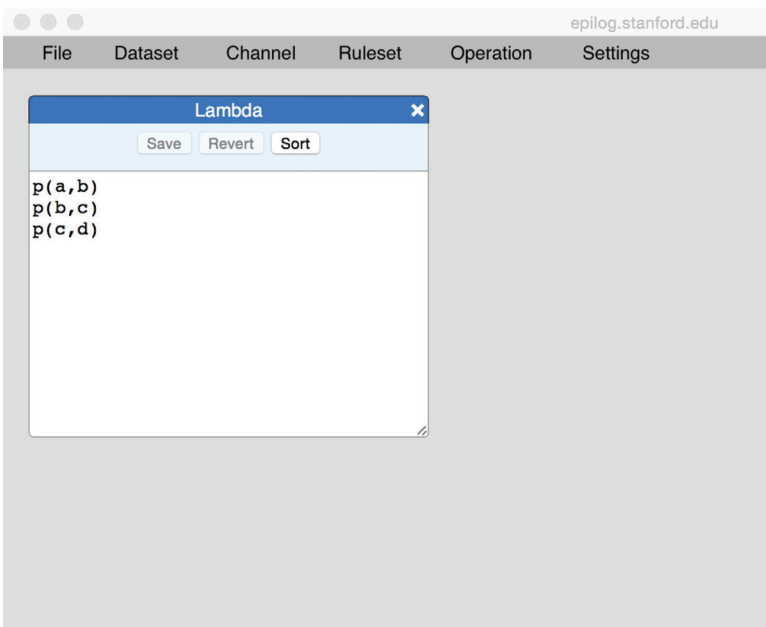 epilog.stanford.edu
File Dataset Channel Ruleset Operation Settings
Lambda
Save Revert Sort
p(a,b)
p(b,c)
p(c,d)